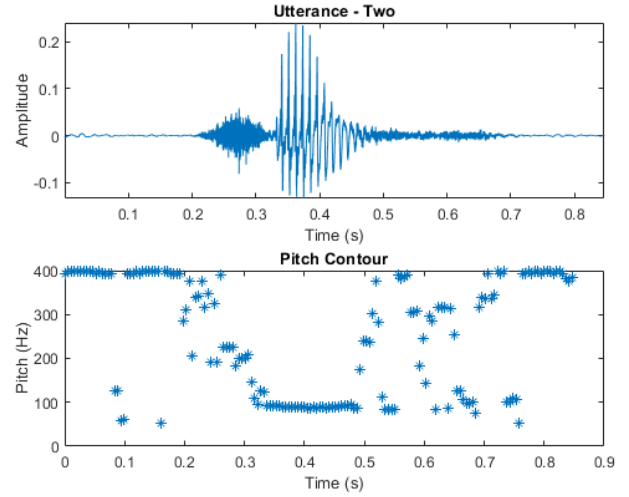 Utterance - Two
0.2
0.1
0
-0.1
Amplitude
0.1 0.2 0.3 0.4 0.5 0.6 0.7 0.8
Time (s)
Pitch Contour
400
300
200
100
0
Pitch (Hz)
0 0.1 0.2 0.3 0.4 0.5 0.6 0.7 0.8 0.9
Time (s)